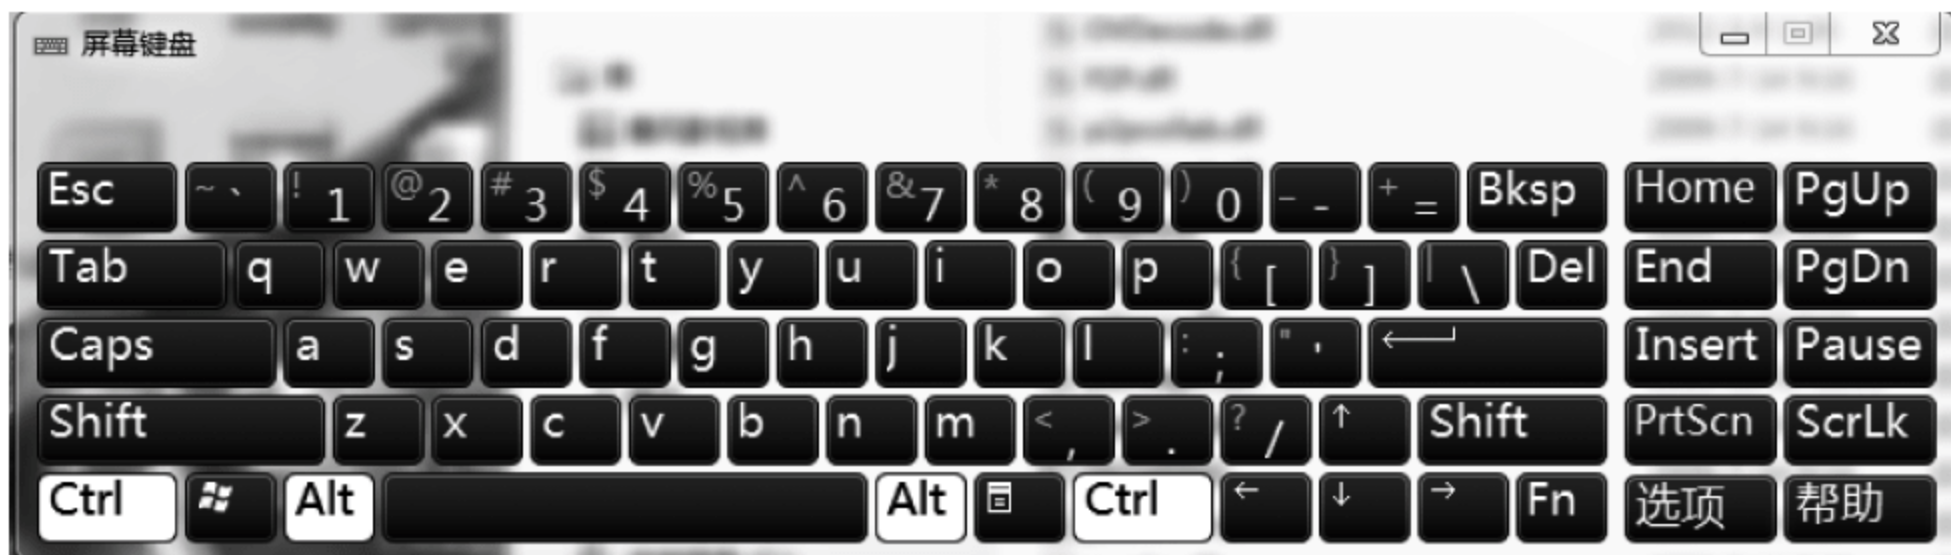 屏幕键盘
Esc ~ ` ! 1 @ 2 # 3 $ 4 % 5 ^ 6 & 7 * 8 ( 9 ) 0 _ - + = Bksp Home PgUp
Tab q w e r t y u i o p { [ } ] | \ Del End PgDn
Caps a s d f g h j k l : ; " ' Insert Pause
Shift z x c v b n m < , > . ? / ↑ Shift PrtScn ScrLk
Ctrl Alt Alt Ctrl ← ↓ → Fn 选项 帮助